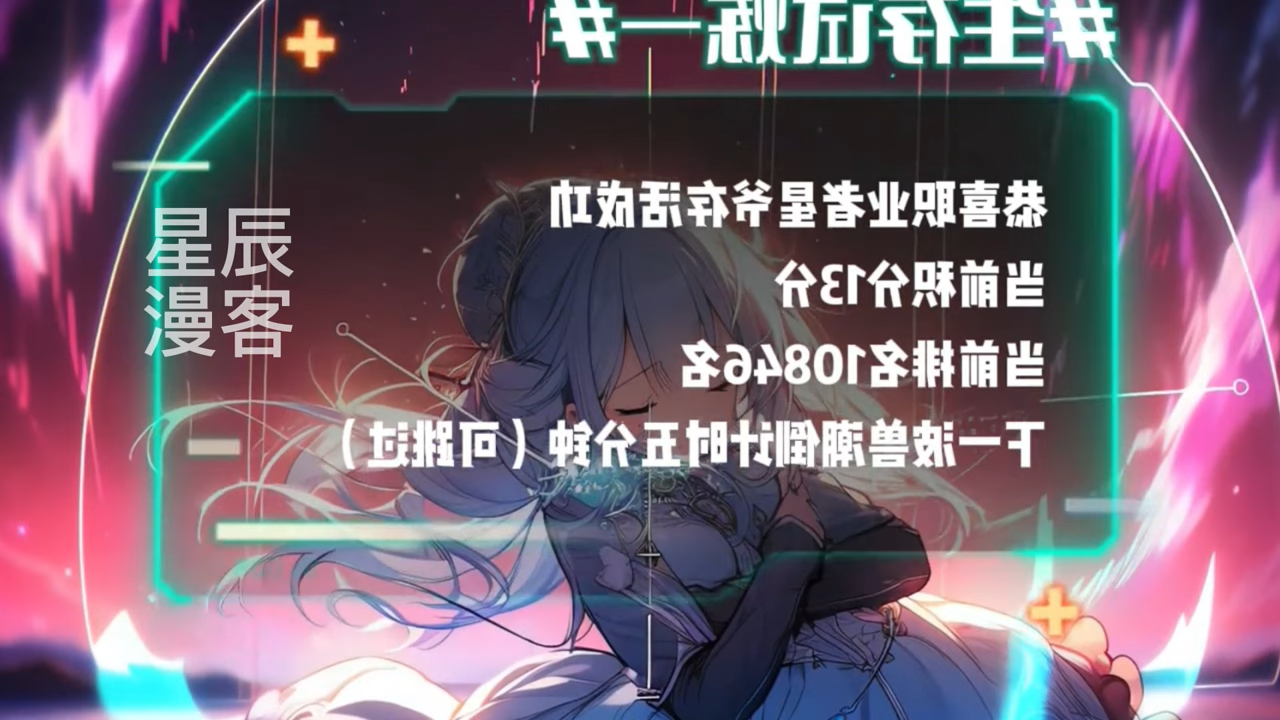 #生存试炼一#
恭喜职业者星爷存活成功
当前积分13分
当前排名10846名
下一波兽潮倒计时五分钟（可跳过）
星辰
漫客